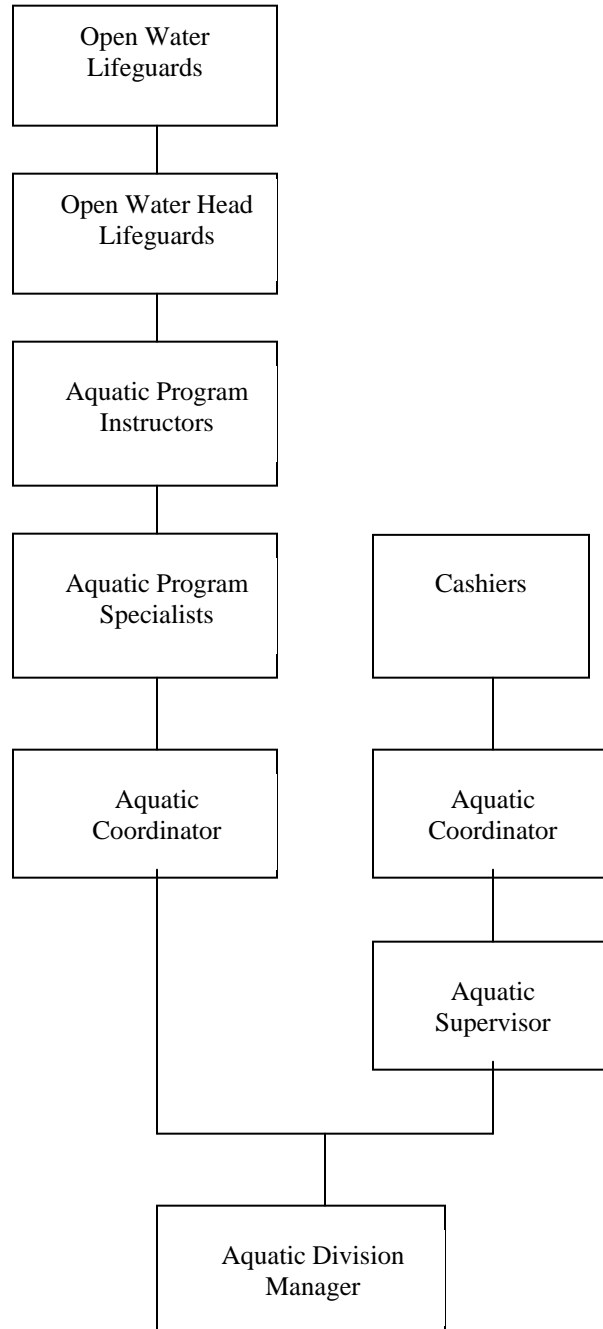 Open Water
Lifeguards
Open Water Head
Lifeguards
Aquatic Program
Instructors
Aquatic Program
Specialists
Cashiers
Aquatic
Coordinator
Aquatic
Coordinator
Aquatic
Supervisor
Aquatic Division
Manager